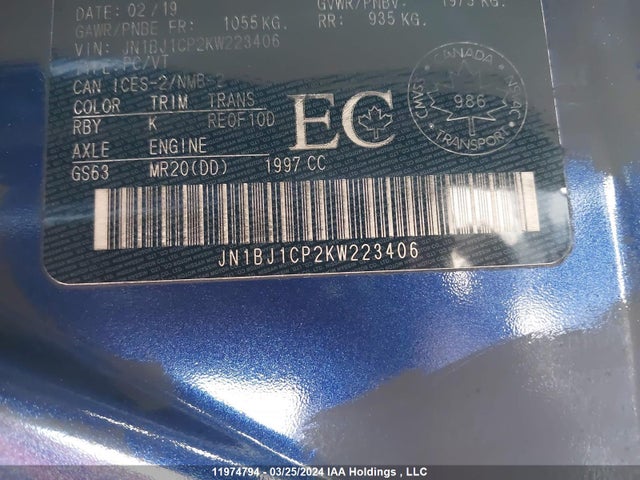 DATE: 02/19 GVWR/PNBV: 1975 KG.
GAWR/PNBE FR: 1055 KG. RR: 935 KG.
VIN: JN1BJ1CP2KW223406
TYPE: PC/VT
CAN ICES-2/NMB-2
COLOR TRIM TRANS
RBY K RE0F10D
AXLE ENGINE
GS63 MR20(DD) 1997 CC
EC
CANADA
986
TRANSPORT
JN1BJ1CP2KW223406
11974794 - 03/25/2024 IAA Holdings , LLC